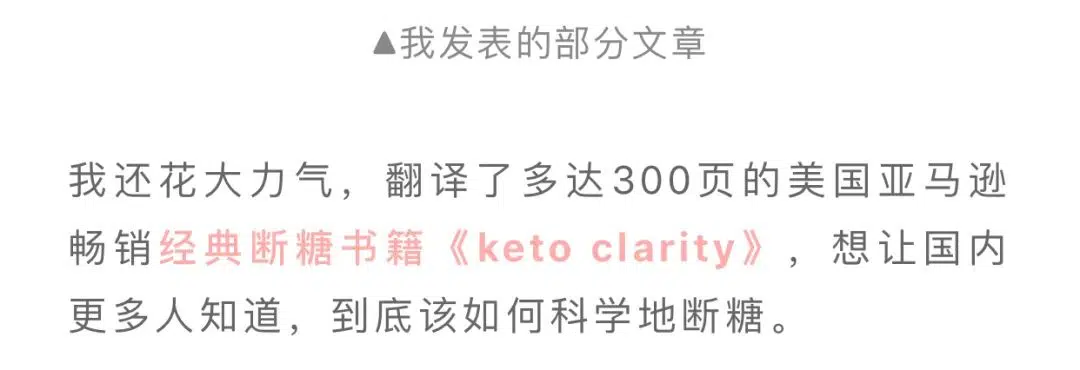 ▲我发表的部分文章
我还花大力气，翻译了多达300页的美国亚马逊
畅销经典断糖书籍《keto clarity》，想让国内
更多人知道，到底该如何科学地断糖。